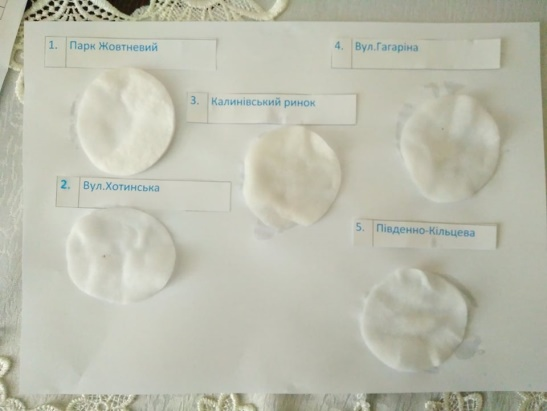 1. Парк Жовтневий
4. Вул.Гагаріна
3. Калинівський ринок
2. Вул.Хотинська
5. Південно-Кільцева